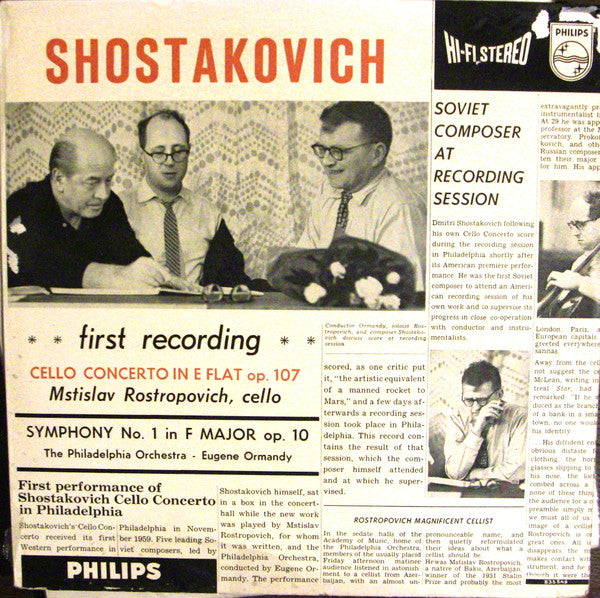 SHOSTAKOVICH
HI-FI STEREO
PHILIPS
SOVIET
COMPOSER
AT
RECORDING
SESSION
Dmitri Shostakovich following
his own Cello Concerto score
during the recording session
in Philadelphia shortly after
its American premiere perfor-
mance. He was the first Soviet
composer to attend an Amer-
ican recording session of his
own work and to supervise its
progress in close co-operation
with conductor and instru-
mentalists.
extravagantly pr
instrumentalist i
At 29 he was app
professor at the M
servatory. Prokof
kovich, and oth
Russian composer
ten their major
for him. His app
London, Paris, a
European capitals
greeted everywhere
sannas.
Away from the cel
not suggest the ce
McLean, writing in
treal Star, had
remarked "If he
duced as the branch
of a bank in a sma
town, no one woul
his identity
... His diffident en
obvious distaste
clothing, the hor
glasses slipping to
his nose, the loc
combed across a
none of these thing
the audience for a c
preamble simply m
we must all of us,
image of a cellist
Rostropovich is o
great ones. All u
disappears the m
makes contact with
strument, and he i
though it were the
* * first recording * *
CELLO CONCERTO IN E FLAT op. 107
Mstislav Rostropovich, cello
SYMPHONY No. 1 in F MAJOR op. 10
The Philadelphia Orchestra - Eugene Ormandy
Conductor Ormandy, soloist Ros-
tropovich, and composer Shostako-
vich discuss score at recording
session.
First performance of
Shostakovich Cello Concerto
in Philadelphia
Shostakovich's Cello Con-
certo received its first
Western performance in
Philadelphia in Novem-
ber 1959. Five leading So-
viet composers, led by
Shostakovich himself, sat
in a box in the concert-
hall while the new work
was played by Mstislav
Rostropovich, for whom
it was written, and the
Philadelphia Orchestra,
conducted by Eugene Or-
mandy. The performance
scored, as one critic put
it, "the artistic equivalent
of a manned rocket to
Mars," and a few days af-
terwards a recording ses-
sion took place in Phila-
delphia. This record con-
tains the result of that
session, which the com-
poser himself attended
and at which he super-
vised.
ROSTROPOVICH MAGNIFICENT CELLIST
In the sedate halls of the
Academy of Music, home of
the Philadelphia Orchestra,
members of the usually placid
Friday afternoon matinee
audience listened in astonish-
ment to a cellist from Azer-
baijan, with an almost un-
pronounceable name, and
then quietly reformulated
their ideas about what a
cellist should be.
He was Mstislav Rostropovich,
a native of Baku, Azerbaijan,
winner of the 1951 Stalin
Prize and probably the most
PHILIPS